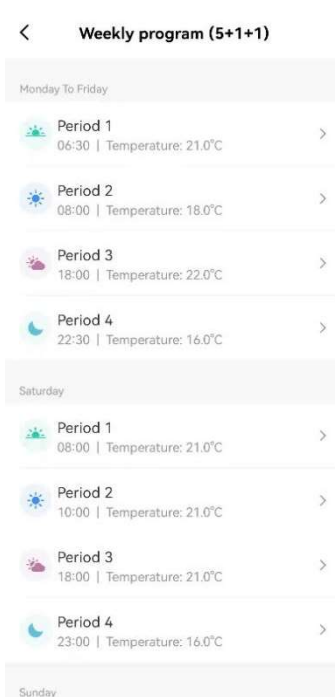 Weekly program (5+1+1)
Monday To Friday
Period 1
06:30 | Temperature: 21.0°C
Period 2
08:00 | Temperature: 18.0°C
Period 3
18:00 | Temperature: 22.0°C
Period 4
22:30 | Temperature: 16.0°C
Saturday
Period 1
08:00 | Temperature: 21.0°C
Period 2
10:00 | Temperature: 21.0°C
Period 3
18:00 | Temperature: 21.0°C
Period 4
23:00 | Temperature: 16.0°C
Sunday